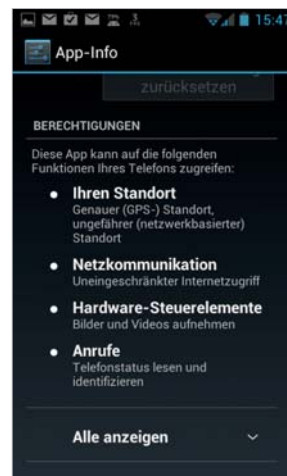 15:47
App-Info
zurücksetzen
BERECHTIGUNGEN
Diese App kann auf die folgenden
Funktionen Ihres Telefons zugreifen:
• Ihren Standort
Genauer (GPS-) Standort,
ungefährer (netzwerkbasierter)
Standort
• Netzkommunikation
Uneingeschränkter Internetzugriff
• Hardware-Steuerelemente
Bilder und Videos aufnehmen
• Anrufe
Telefonstatus lesen und
identifizieren
Alle anzeigen